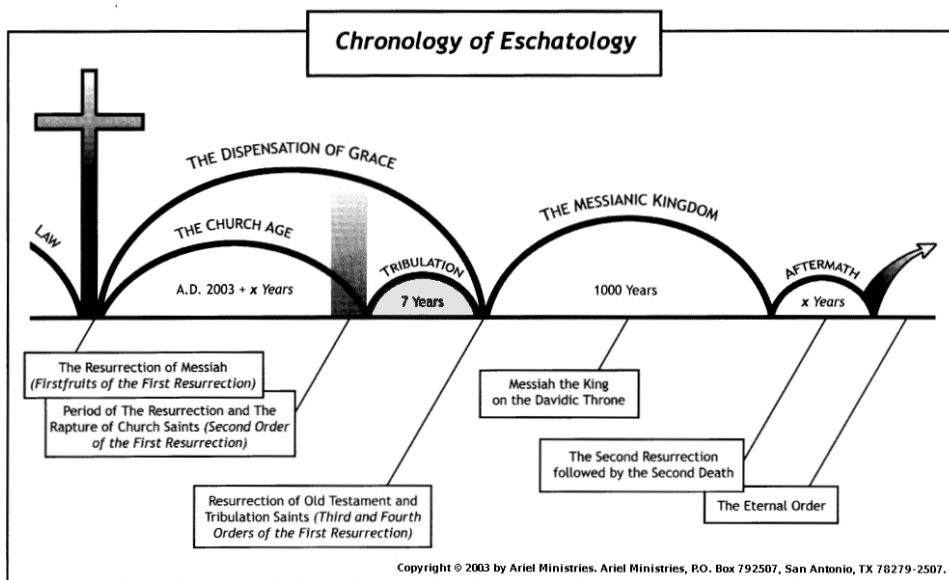 Chronology of Eschatology
LAW
THE DISPENSATION OF GRACE
THE CHURCH AGE
A.D. 2003 + x Years
TRIBULATION
7 Years
THE MESSIANIC KINGDOM
1000 Years
AFTERMATH
x Years
The Resurrection of Messiah
(Firstfruits of the First Resurrection)
Period of The Resurrection and The
Rapture of Church Saints (Second Order
of the First Resurrection)
Resurrection of Old Testament and
Tribulation Saints (Third and Fourth
Orders of the First Resurrection)
Messiah the King
on the Davidic Throne
The Second Resurrection
followed by the Second Death
The Eternal Order
Copyright © 2003 by Ariel Ministries. Ariel Ministries, P.O. Box 792507, San Antonio, TX 78279-2507.